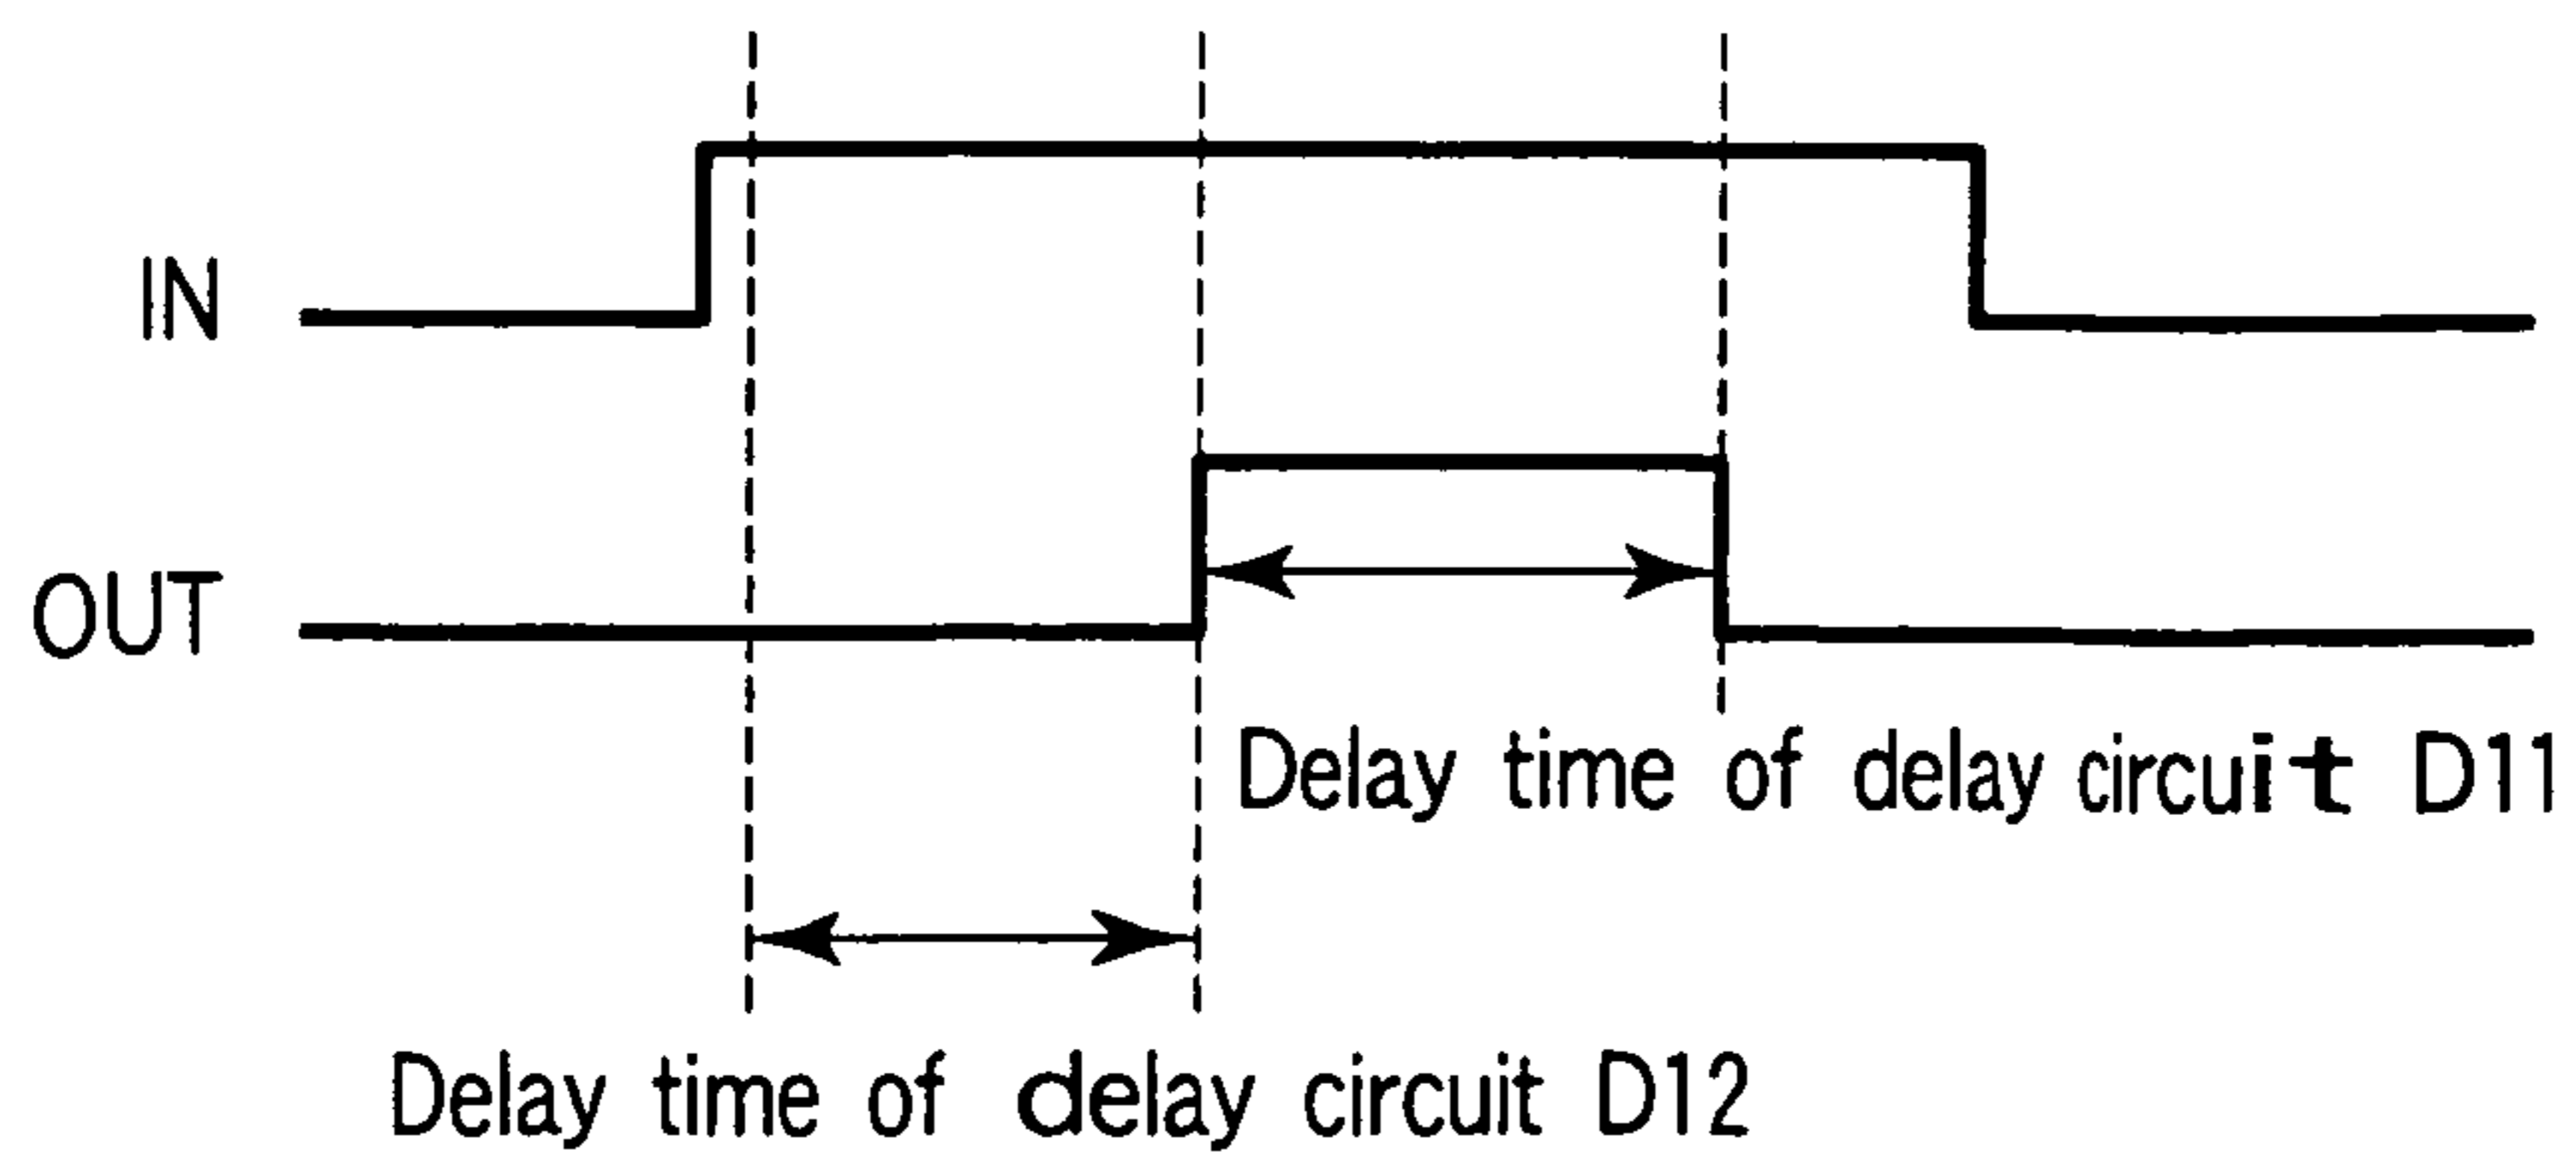 IN
OUT
Delay time of delay circuit D11
Delay time of delay circuit D12